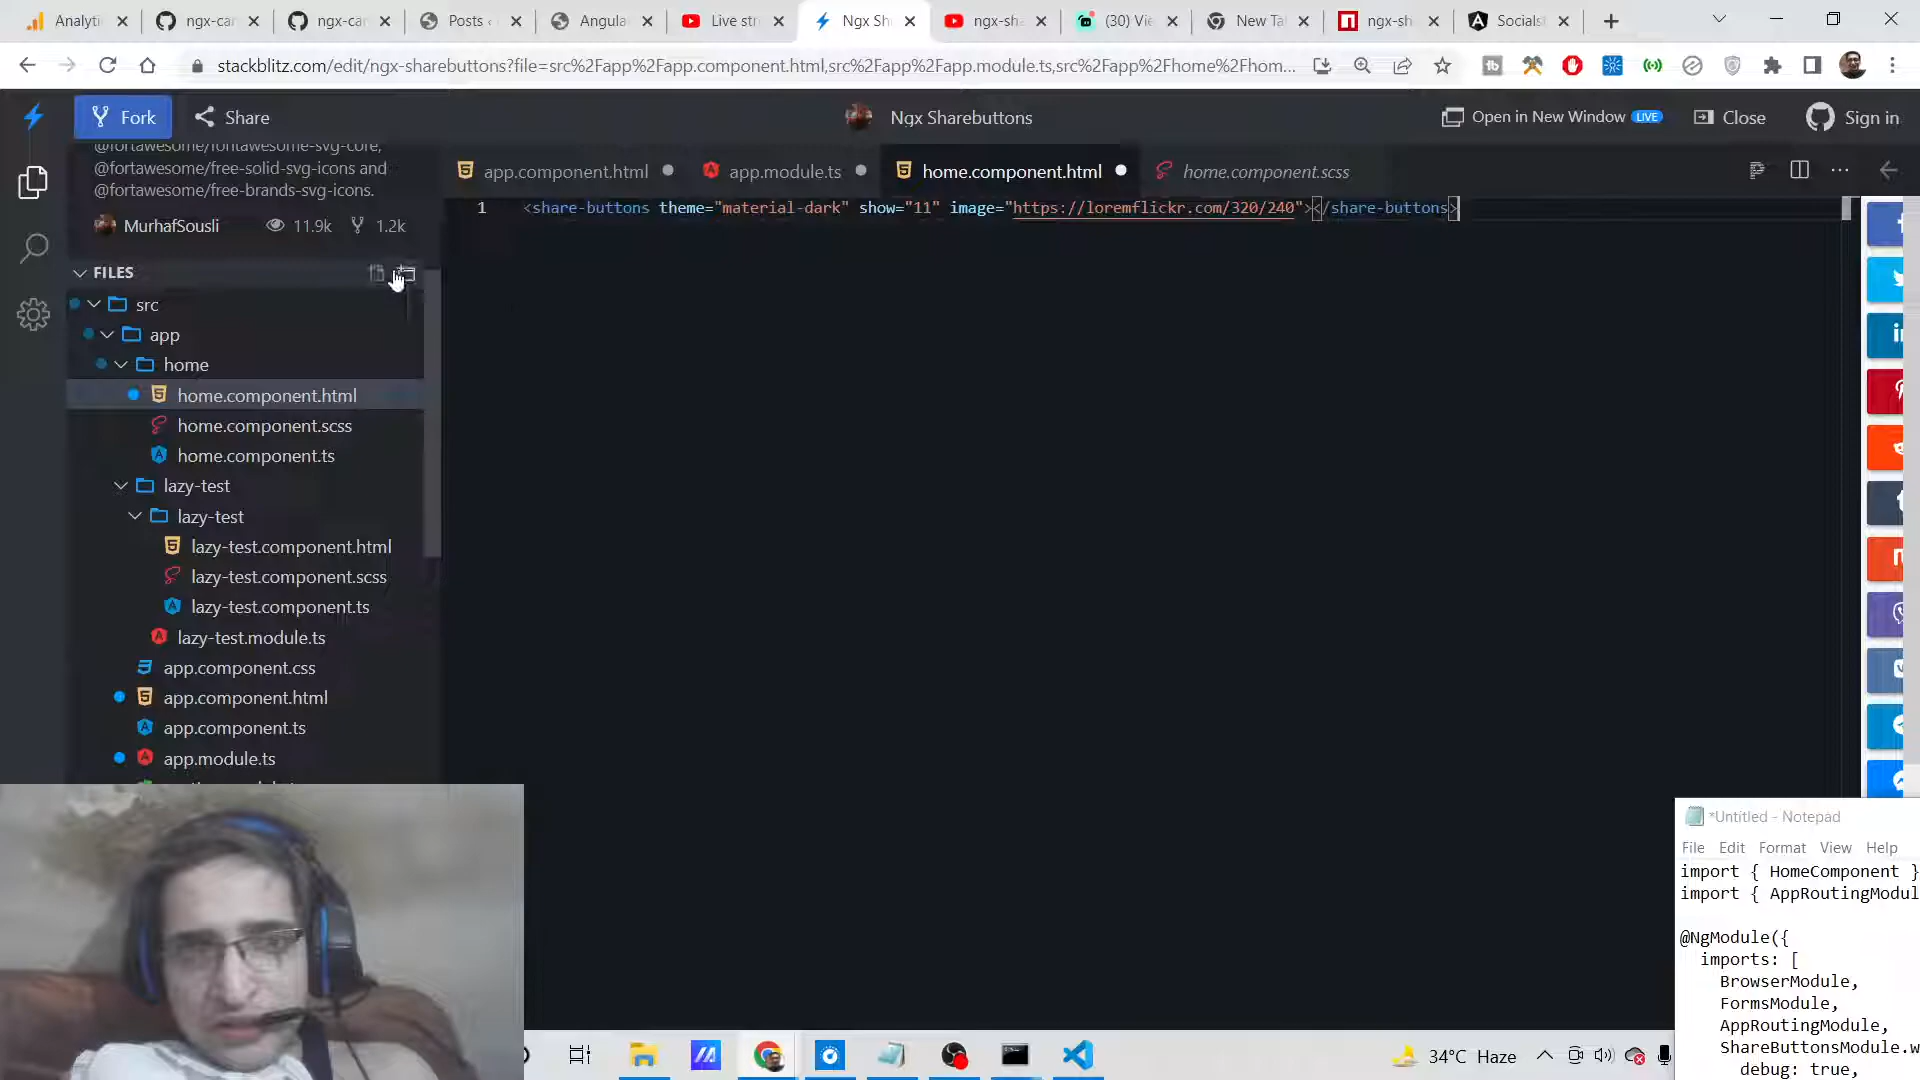 Analyti
ngx-car
ngx-car
Posts ‹
Angula
Live str
Ngx Sh
ngx-sh
(30) Vie
New Ta
ngx-sh
Socialsh
stackblitz.com/edit/ngx-sharebuttons?file=src%2Fapp%2Fapp.component.html,src%2Fapp%2Fapp.module.ts,src%2Fapp%2Fhome%2Fhom...
Fork
Share
Ngx Sharebuttons
Open in New Window LIVE
Close
Sign in
@fortawesome/fontawesome-svg-core,
@fortawesome/free-solid-svg-icons and
@fortawesome/free-brands-svg-icons.
MurhafSousli 11.9k 1.2k
app.component.html
app.module.ts
home.component.html
home.component.scss
1 <share-buttons theme="material-dark" show="11" image="https://loremflickr.com/320/240"></share-buttons>
FILES
src
app
home
home.component.html
home.component.scss
home.component.ts
lazy-test
lazy-test
lazy-test.component.html
lazy-test.component.scss
lazy-test.component.ts
lazy-test.module.ts
app.component.css
app.component.html
app.component.ts
app.module.ts
*Untitled - Notepad
File Edit Format View Help
import { HomeComponent }
import { AppRoutingModul
@NgModule({
imports: [
BrowserModule,
FormsModule,
AppRoutingModule,
ShareButtonsModule.w
debug: true,
34°C Haze